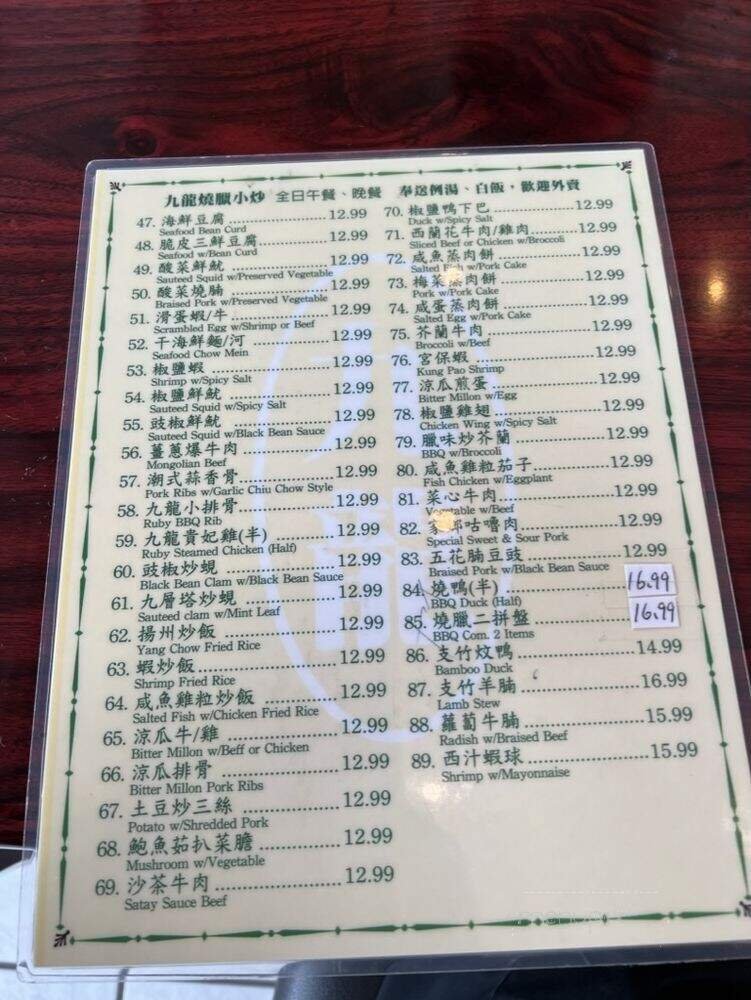 九龍燒臘小炒 全日午餐、晚餐 奉送例湯、白飯，歡迎外賣
47. 海鮮豆腐 12.99
Seafood Bean Curd
48. 脆皮三鮮豆腐 12.99
Seafood w/Bean Curd
49. 酸菜鮮魷 12.99
Sauteed Squid w/Preserved Vegetable
50. 酸菜燒腩 12.99
Braised Pork w/Preserved Vegetable
51. 滑蛋蝦/牛 12.99
Scrambled Egg w/Shrimp or Beef
52. 干海鮮麵/河 12.99
Seafood Chow Mein
53. 椒鹽蝦 12.99
Shrimp w/Spicy Salt
54. 椒鹽鮮魷 12.99
Sauteed Squid w/Spicy Salt
55. 豉椒鮮魷 12.99
Sauteed Squid w/Black Bean Sauce
56. 薑蔥爆牛肉 12.99
Mongolian Beef
57. 潮式蒜香骨 12.99
Pork Ribs w/Garlic Chiu Chow Style
58. 九龍小排骨 12.99
Ruby BBQ Rib
59. 九龍貴妃雞(半) 12.99
Ruby Steamed Chicken (Half)
60. 豉椒炒蜆 12.99
Black Bean Clam w/Black Bean Sauce
61. 九層塔炒蜆 12.99
Sauteed clam w/Mint Leaf
62. 揚州炒飯 12.99
Yang Chow Fried Rice
63. 蝦炒飯 12.99
Shrimp Fried Rice
64. 咸魚雞粒炒飯 12.99
Salted Fish w/Chicken Fried Rice
65. 涼瓜牛/雞 12.99
Bitter Millon w/Beff or Chicken
66. 涼瓜排骨 12.99
Bitter Millon Pork Ribs
67. 土豆炒三絲 12.99
Potato w/Shredded Pork
68. 鮑魚茹扒菜膽 12.99
Mushroom w/Vegetable
69. 沙茶牛肉 12.99
Satay Sauce Beef
70. 椒鹽鴨下巴 12.99
Duck w/Spicy Salt
71. 西蘭花牛肉/雞肉 12.99
Sliced Beef or Chicken w/Broccoli
72. 咸魚蒸肉餅 12.99
Salted Fish w/Pork Cake
73. 梅菜蒸肉餅 12.99
Pork w/Pork Cake
74. 咸蛋蒸肉餅 12.99
Salted Egg w/Pork Cake
75. 芥蘭牛肉 12.99
Broccoli w/Beef
76. 宮保蝦 12.99
Kung Pao Shrimp
77. 涼瓜煎蛋 12.99
Bitter Millon w/Egg
78. 椒鹽雞翅 12.99
Chicken Wing w/Spicy Salt
79. 臘味炒芥蘭 12.99
BBQ w/Broccoli
80. 咸魚雞粒茄子 12.99
Fish Chicken w/Eggplant
81. 菜心牛肉 12.99
Vegetable w/Beef
82. 家鄉咕嚕肉 12.99
Special Sweet & Sour Pork
83. 五花腩豆豉 12.99
Braised Pork w/Black Bean Sauce
84. 燒鴨(半) 16.99
BBQ Duck (Half)
85. 燒臘二拼盤 16.99
BBQ Com. 2 Items
86. 支竹炆鴨 14.99
Bamboo Duck
87. 支竹羊腩 16.99
Lamb Stew
88. 蘿蔔牛腩 15.99
Radish w/Braised Beef
89. 西汁蝦球 15.99
Shrimp w/Mayonnaise